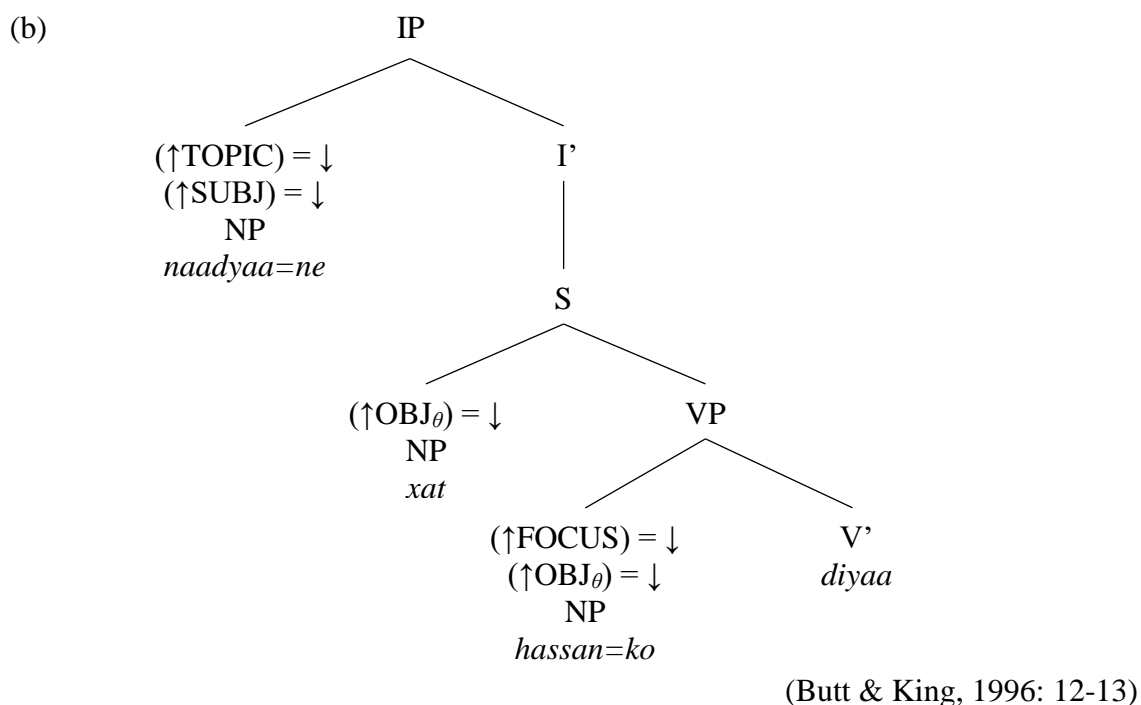 (b)
IP
(↑TOPIC) = ↓
(↑SUBJ) = ↓
NP
naadyaa=ne
I’
S
(↑OBJθ) = ↓
NP
xat
VP
(↑FOCUS) = ↓
(↑OBJθ) = ↓
NP
hassan=ko
V’
diyaa
(Butt & King, 1996: 12-13)